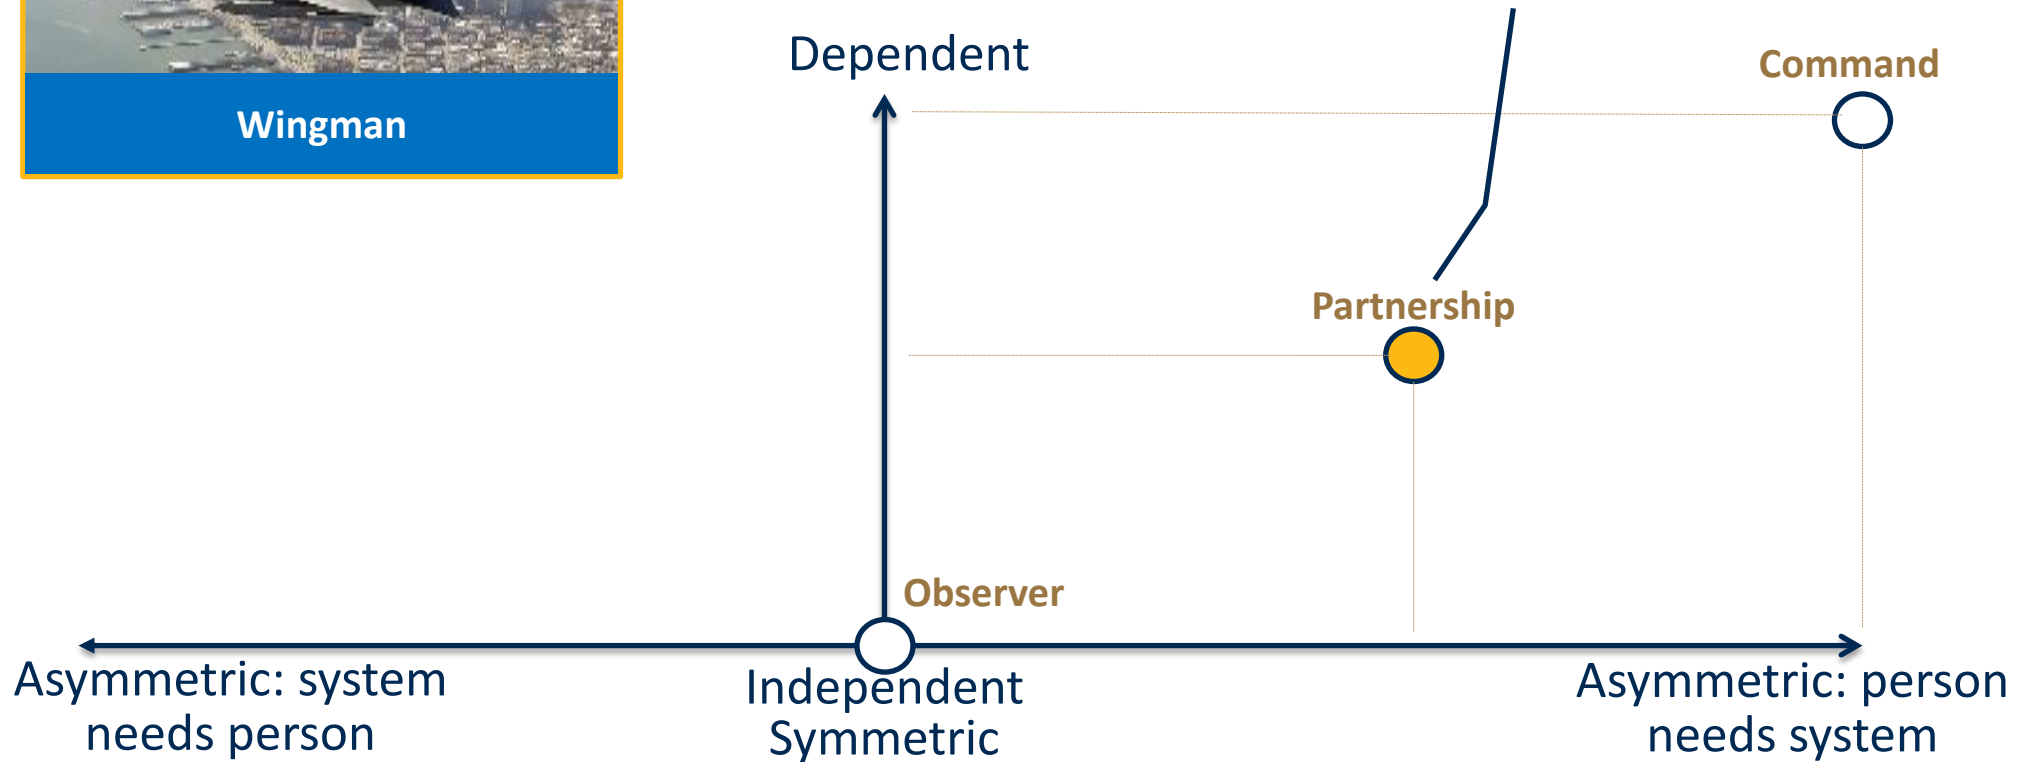 Wingman
Dependent
Command
Partnership
Observer
Asymmetric: system
needs person
Independent
Symmetric
Asymmetric: person
needs system